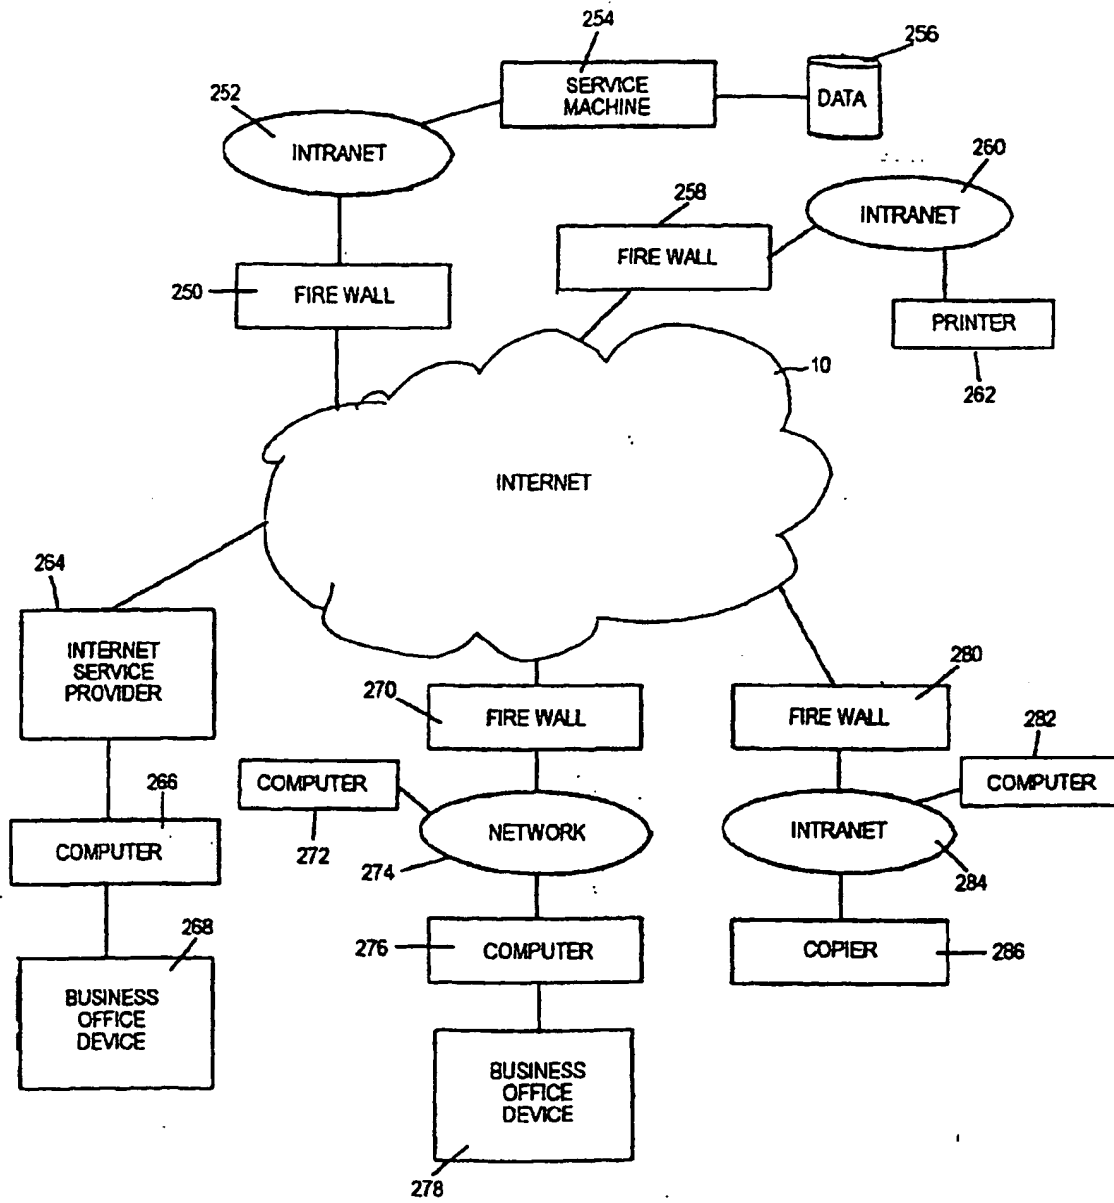 254
256
SERVICE
MACHINE
DATA
252
INTRANET
260
INTRANET
258
FIRE WALL
250
FIRE WALL
PRINTER
262
10
INTERNET
264
INTERNET
SERVICE
PROVIDER
270
FIRE WALL
280
FIRE WALL
282
COMPUTER
266
COMPUTER
272
COMPUTER
NETWORK
274
INTRANET
284
268
BUSINESS
OFFICE
DEVICE
276
COMPUTER
COPIER
286
BUSINESS
OFFICE
DEVICE
278